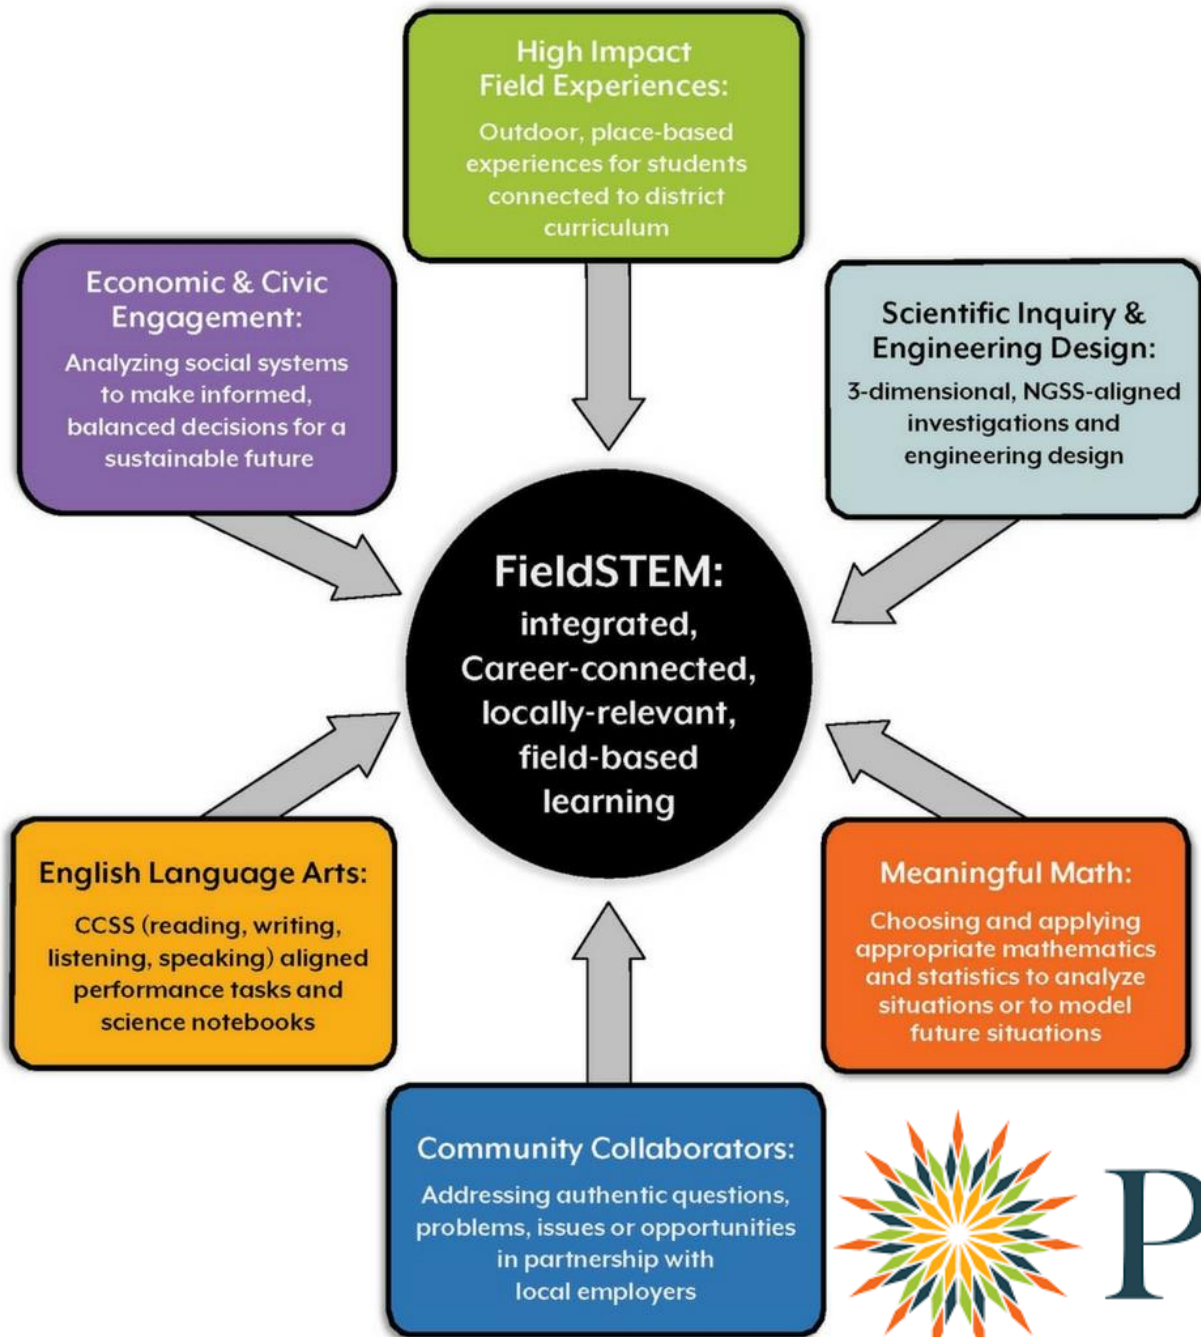 High Impact
Field Experiences:
Outdoor, place-based
experiences for students
connected to district
curriculum
Economic & Civic
Engagement:
Analyzing social systems
to make informed,
balanced decisions for a
sustainable future
Scientific Inquiry &
Engineering Design:
3-dimensional, NGSS-aligned
investigations and
engineering design
FieldSTEM:
integrated,
Career-connected,
locally-relevant,
field-based
learning
English Language Arts:
CCSS (reading, writing,
listening, speaking) aligned
performance tasks and
science notebooks
Meaningful Math:
Choosing and applying
appropriate mathematics
and statistics to analyze
situations or to model
future situations
Community Collaborators:
Addressing authentic questions,
problems, issues or opportunities
in partnership with
local employers
P